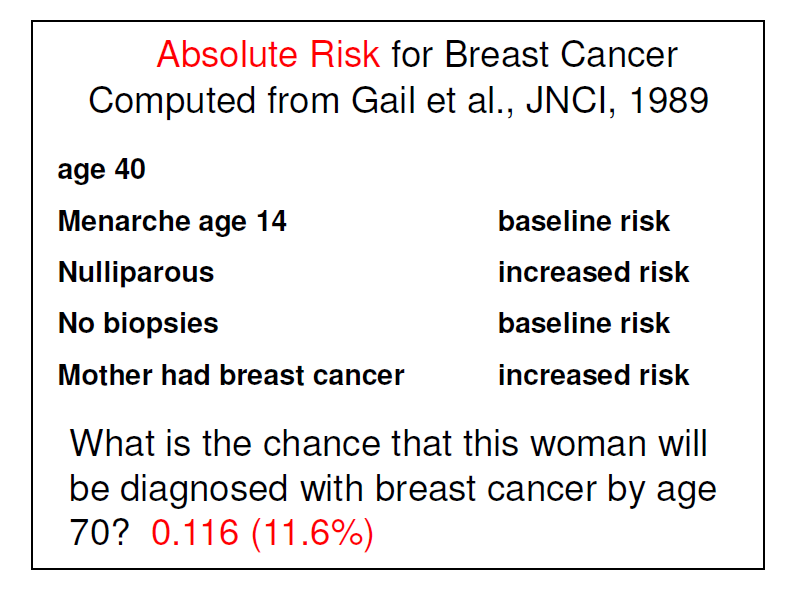 Absolute Risk for Breast Cancer
Computed from Gail et al., JNCI, 1989
age 40
Menarche age 14 baseline risk
Nulliparous increased risk
No biopsies baseline risk
Mother had breast cancer increased risk
What is the chance that this woman will
be diagnosed with breast cancer by age
70? 0.116 (11.6%)